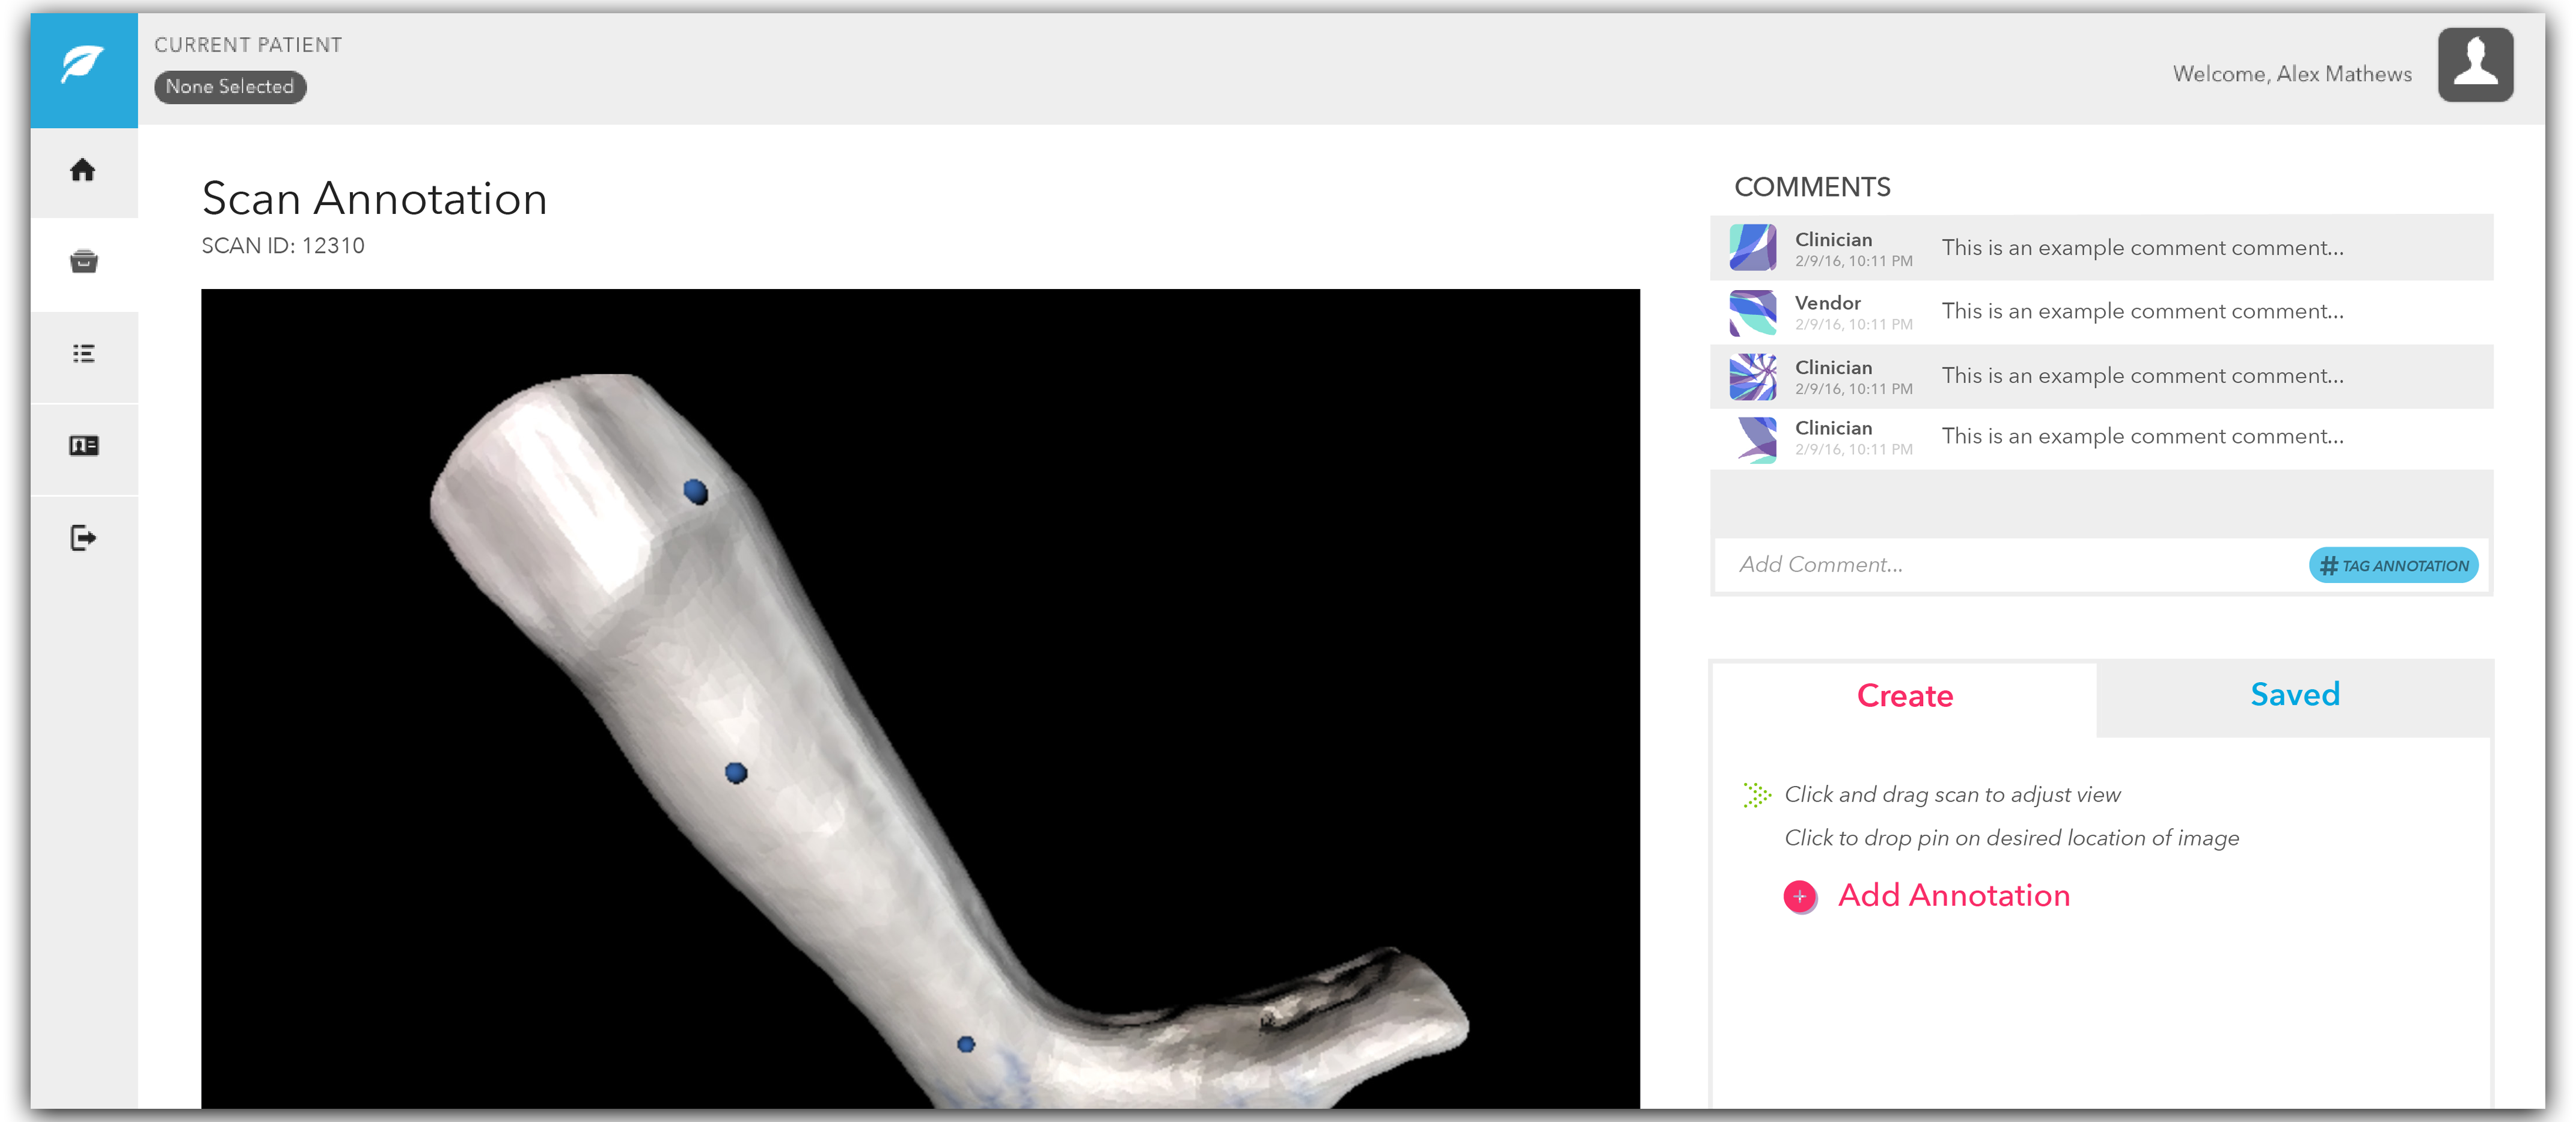 CURRENT PATIENT
None Selected
Welcome, Alex Mathews
Scan Annotation
SCAN ID: 12310
COMMENTS
Clinician
2/9/16, 10:11 PM
This is an example comment comment...
Vendor
2/9/16, 10:11 PM
This is an example comment comment...
Clinician
2/9/16, 10:11 PM
This is an example comment comment...
Clinician
2/9/16, 10:11 PM
This is an example comment comment...
Add Comment...
# TAG ANNOTATION
Create
Saved
Click and drag scan to adjust view
Click to drop pin on desired location of image
+ Add Annotation